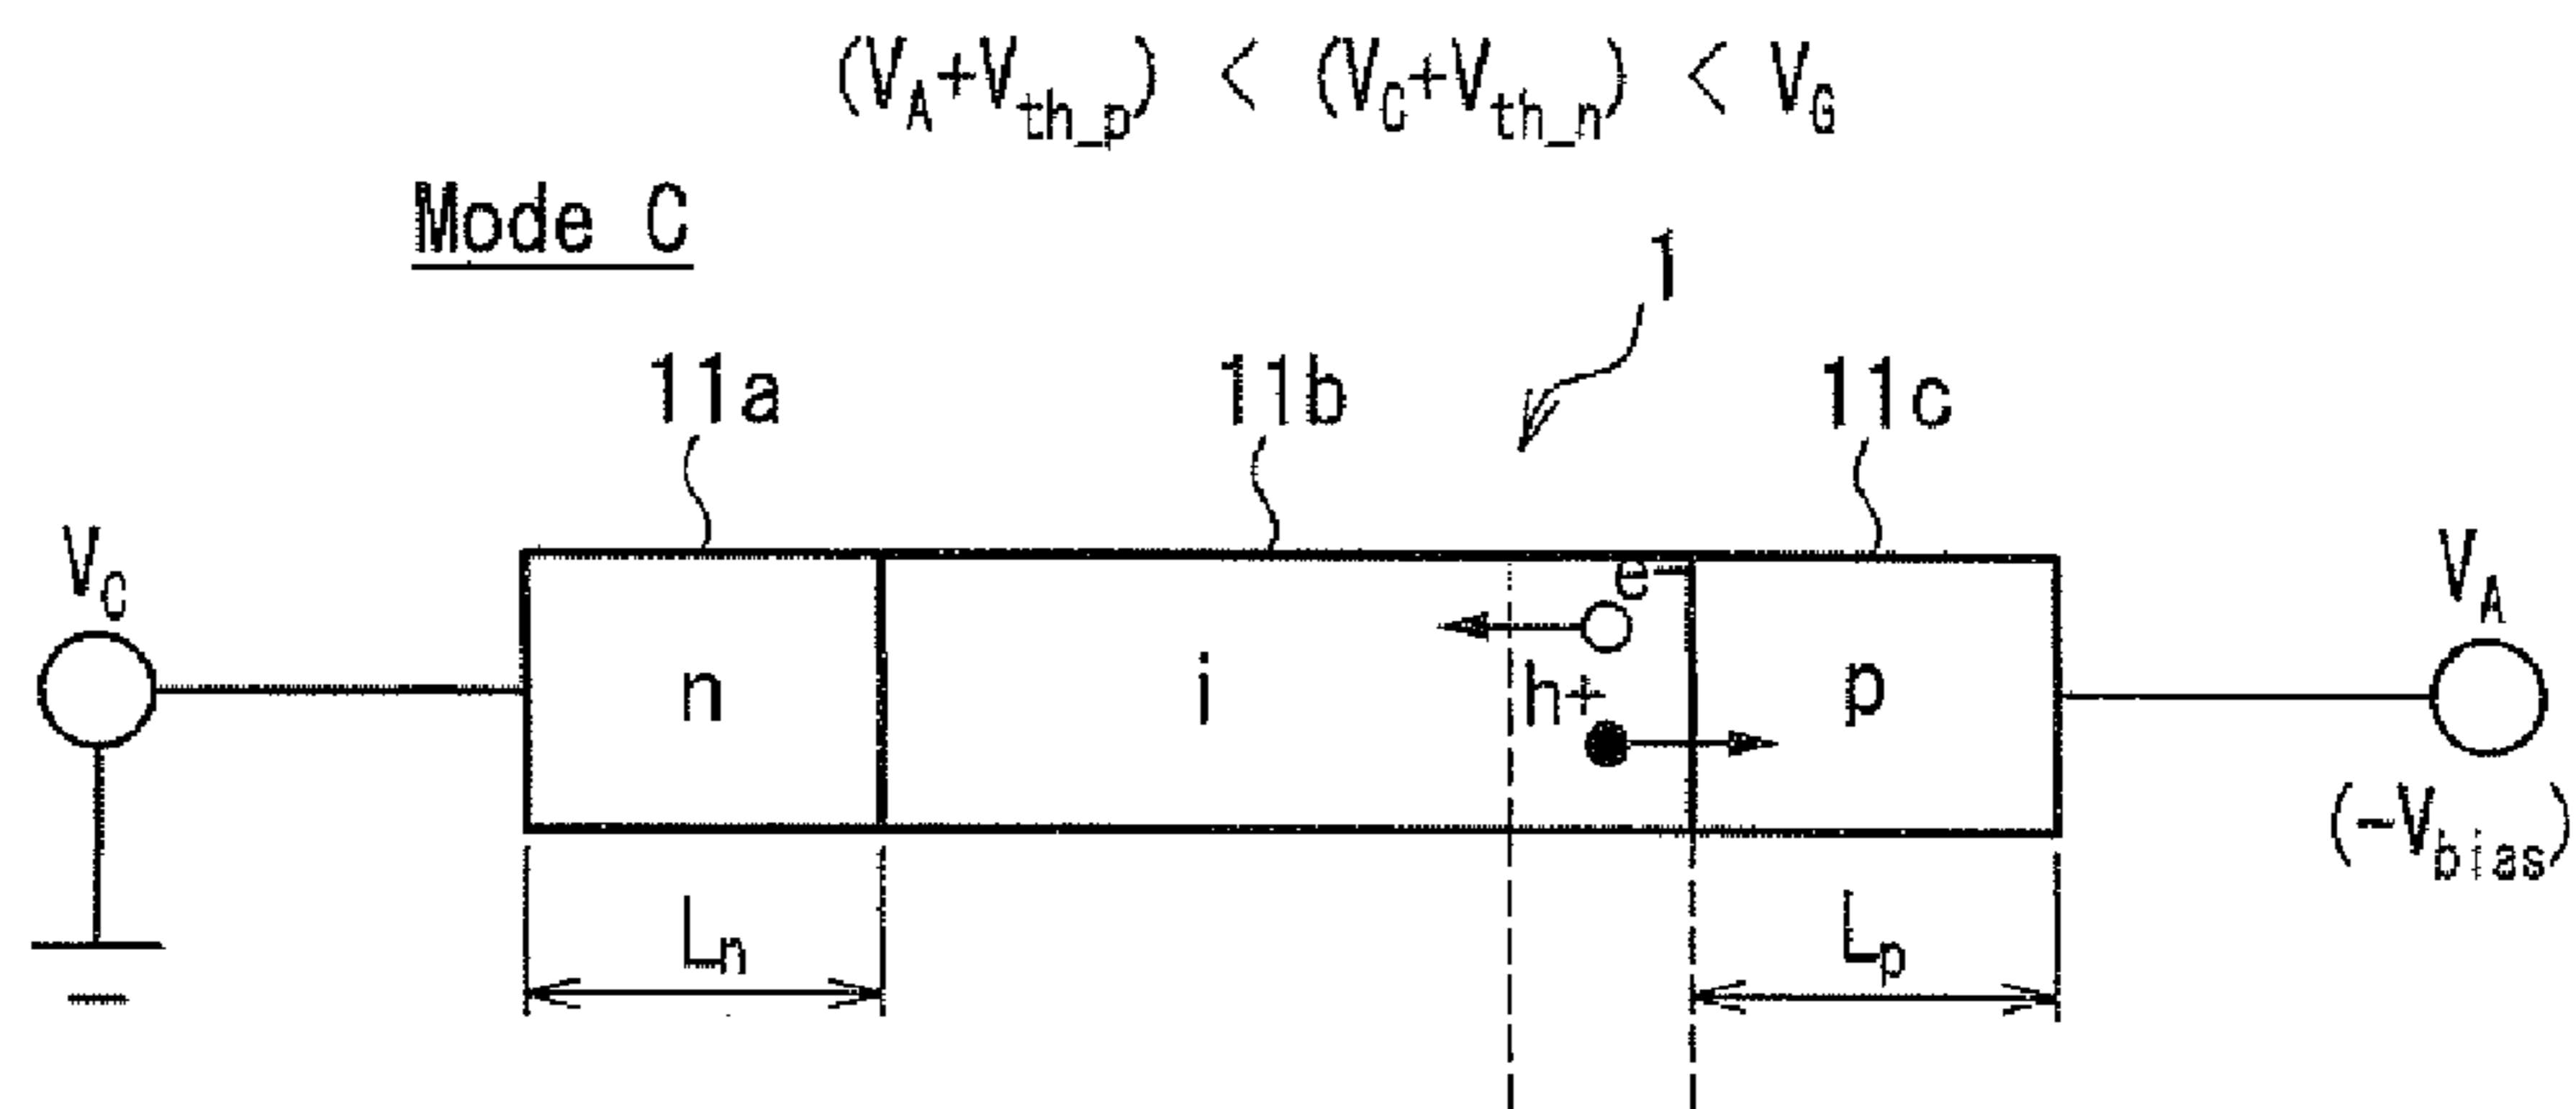 (V_A+V_th_p) < (V_C+V_th_n) < V_G
Mode C
1
11a
11b
11c
V_C
V_A
e-
n
i
h+
p
(-V_bias)
L_n
L_p